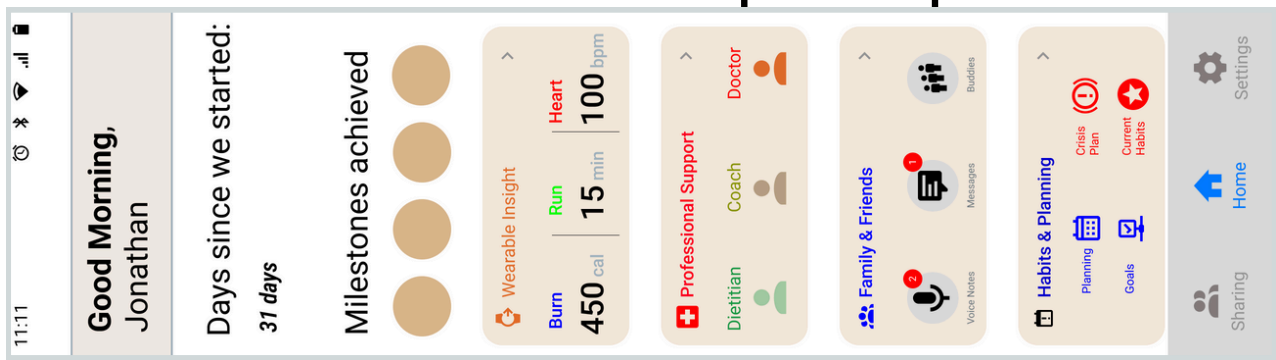 11:11
Good Morning,
Jonathan
Days since we started:
31 days
Milestones achieved
Wearable Insight
Burn Run Heart
450 cal 15 min 100 bpm
Professional Support
Dietitian Coach Doctor
Family & Friends
2 1
Voice Notes Messages Buddies
Habits & Planning
Planning Crisis Plan
Goals Current Habits
Sharing Home Settings